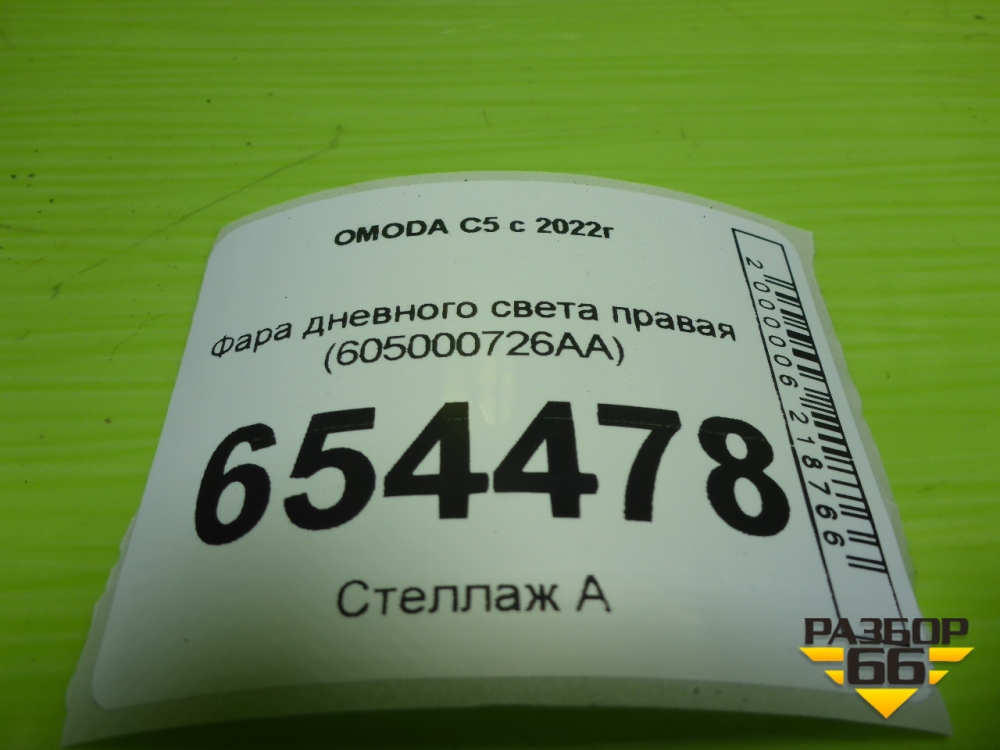 OMODA C5 с 2022г
Фара дневного света правая
(605000726AA)
654478
Стеллаж А
2000006218766
РАЗБОР
66